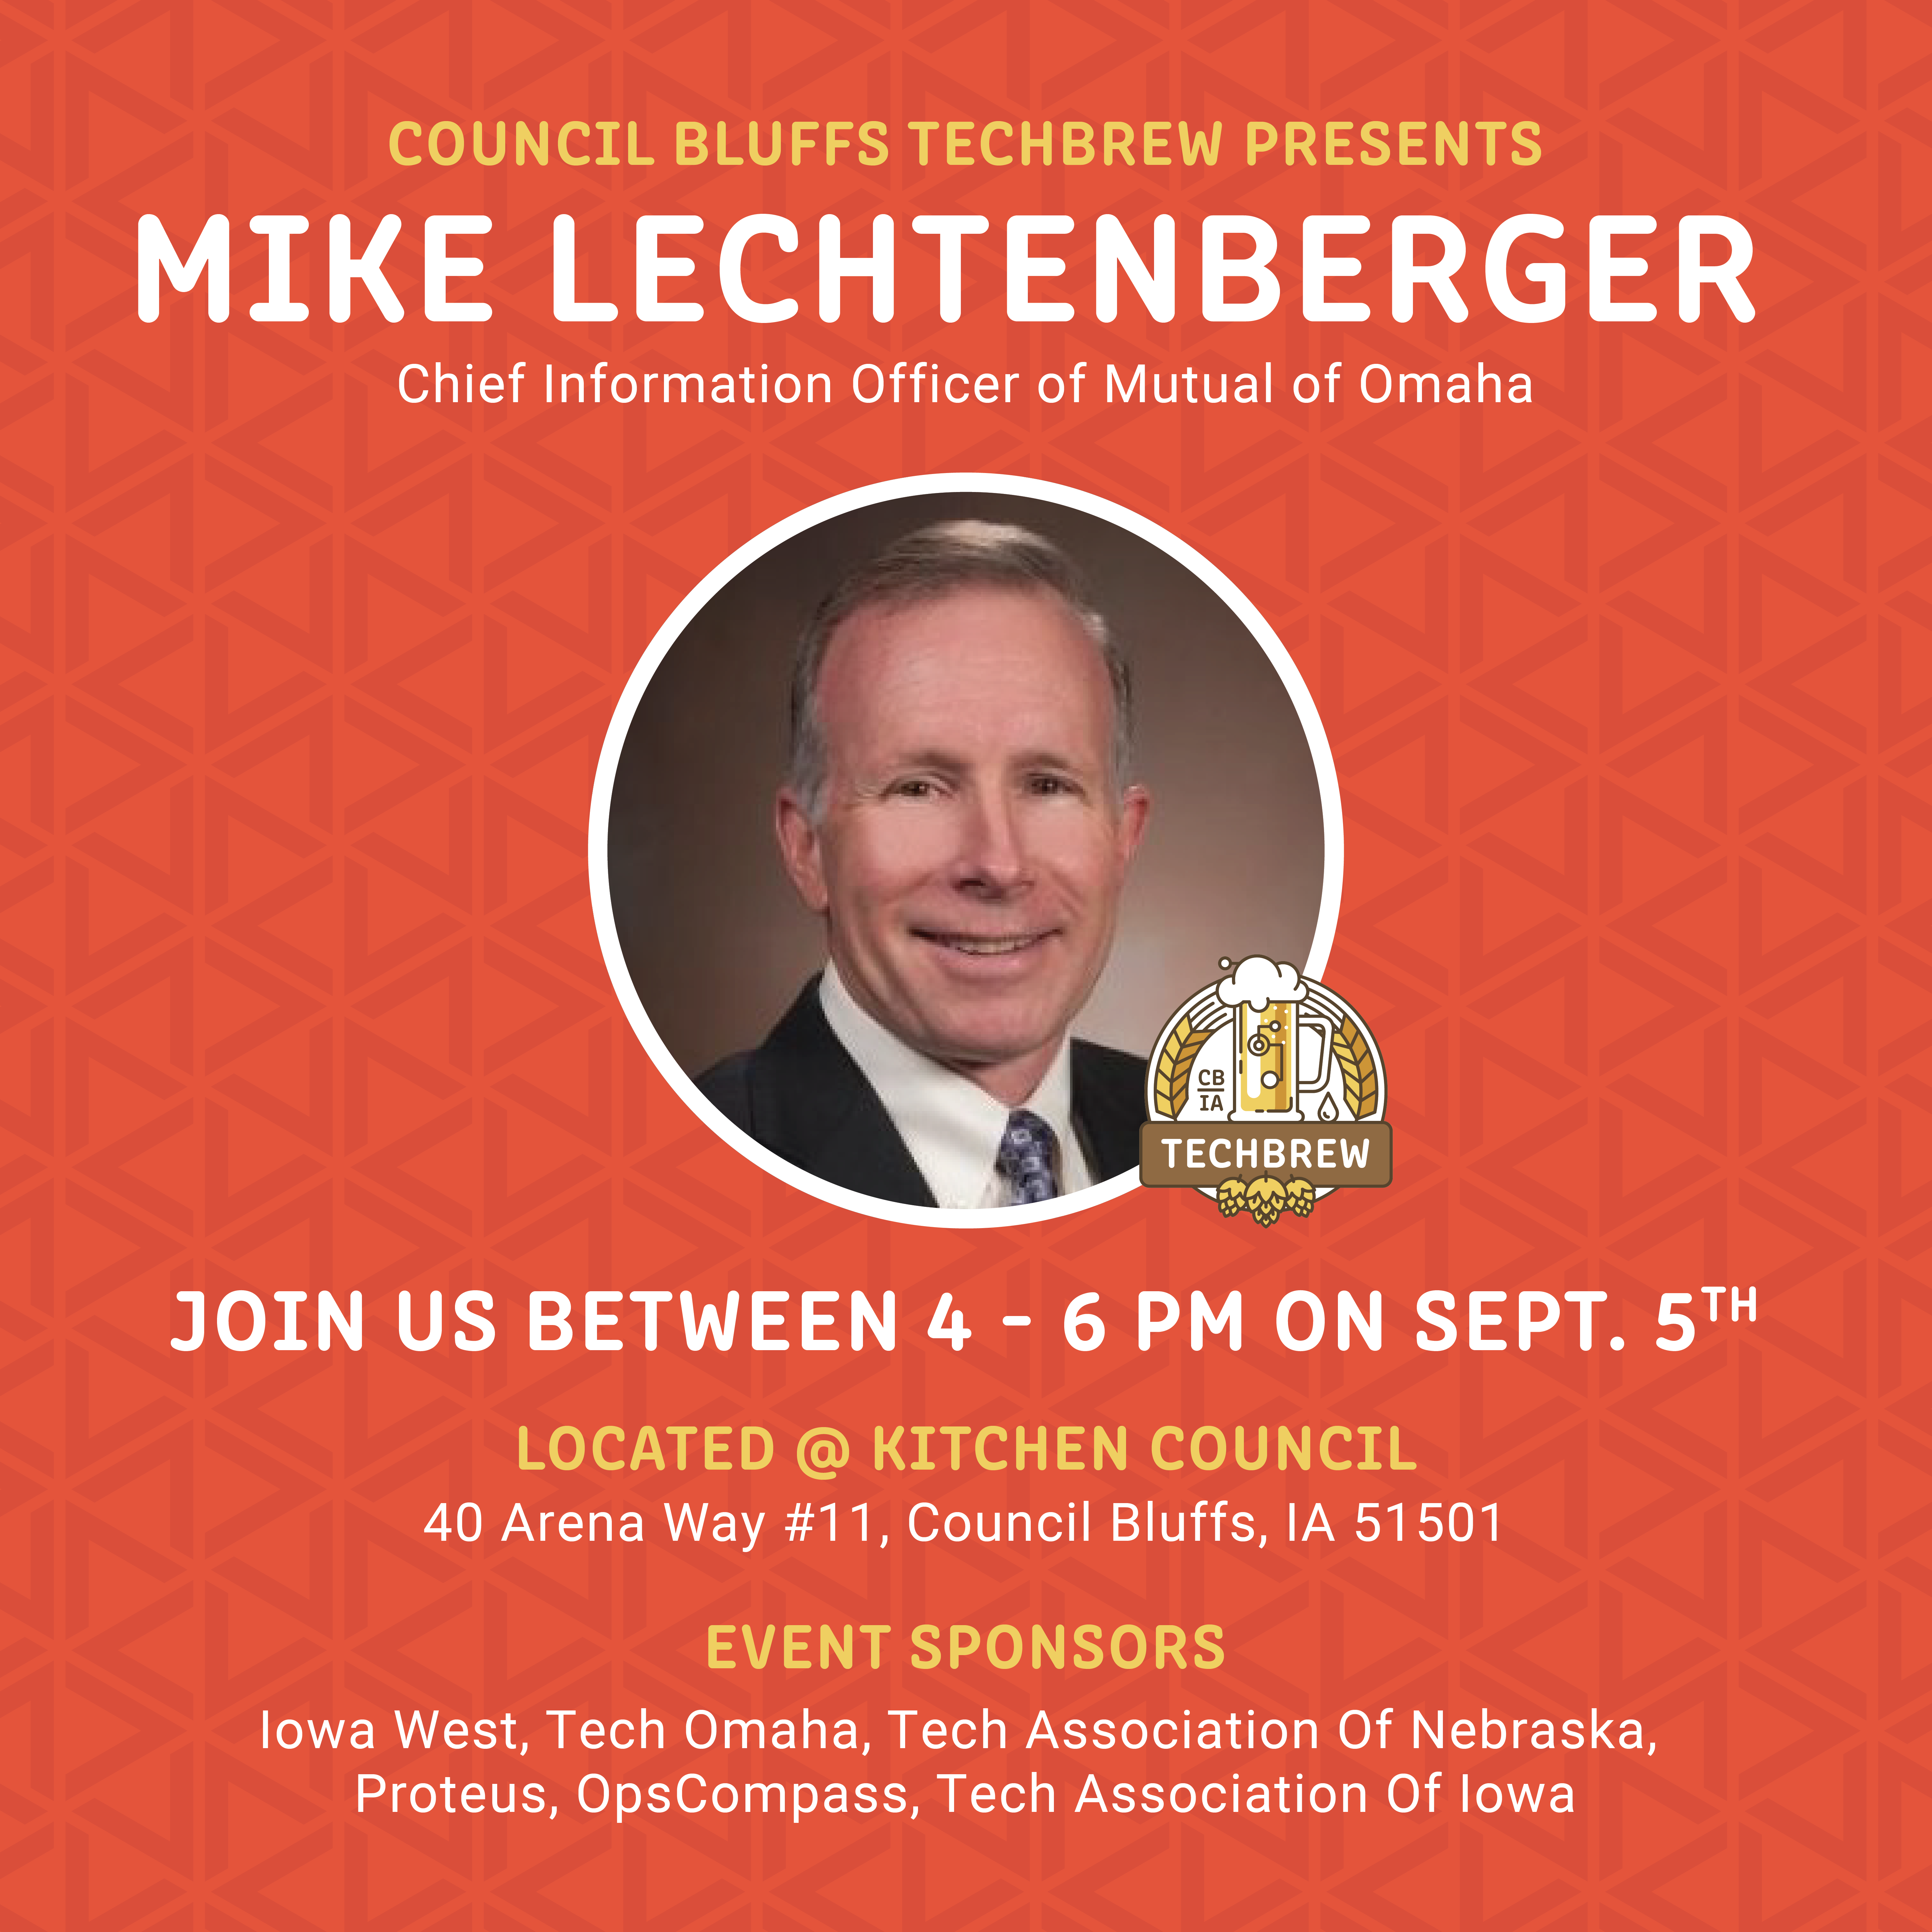 COUNCIL BLUFFS TECHBREW PRESENTS
MIKE LECHTENBERGER
Chief Information Officer of Mutual of Omaha
CB
IA
TECHBREW
JOIN US BETWEEN 4 - 6 PM ON SEPT. 5TH
LOCATED @ KITCHEN COUNCIL
40 Arena Way #11, Council Bluffs, IA 51501
EVENT SPONSORS
Iowa West, Tech Omaha, Tech Association Of Nebraska,
Proteus, OpsCompass, Tech Association Of Iowa